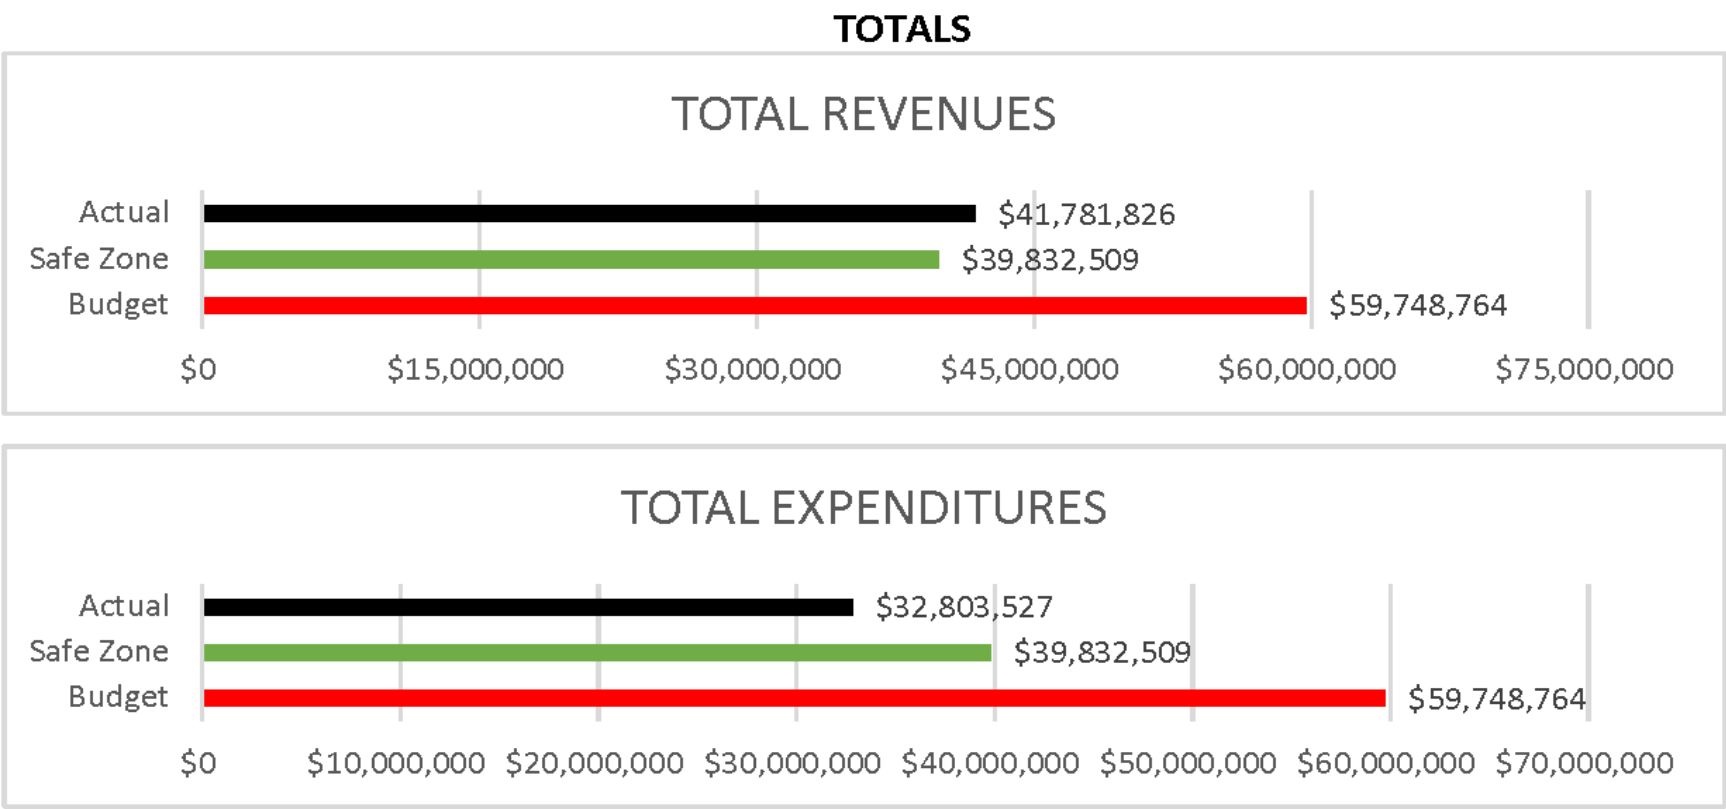 TOTALS
TOTAL REVENUES
Actual $41,781,826
Safe Zone $39,832,509
Budget $59,748,764
$0 $15,000,000 $30,000,000 $45,000,000 $60,000,000 $75,000,000
TOTAL EXPENDITURES
Actual $32,803,527
Safe Zone $39,832,509
Budget $59,748,764
$0 $10,000,000 $20,000,000 $30,000,000 $40,000,000 $50,000,000 $60,000,000 $70,000,000